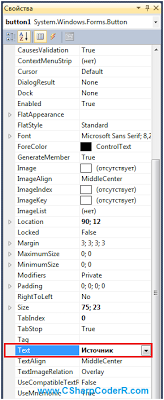 Свойства
button1 System.Windows.Forms.Button
CausesValidation True
ContextMenuStrip (нет)
Cursor Default
DialogResult None
Dock None
Enabled True
FlatAppearance
FlatStyle Standard
Font Microsoft Sans Serif; 8,2
ForeColor ControlText
GenerateMember True
Image (отсутствует)
ImageAlign MiddleCenter
ImageIndex (отсутствует)
ImageKey (отсутствует)
ImageList (нет)
Location 90; 12
Locked False
Margin 3; 3; 3; 3
MaximumSize 0; 0
MinimumSize 0; 0
Modifiers Private
Padding 0; 0; 0; 0
RightToLeft No
Size 75; 23
TabIndex 0
TabStop True
Tag
Text Источник
TextAlign MiddleCenter
TextImageRelation Overlay
UseCompatibleTextF False
UseMnemonic True
www.CSharpCoderR.com